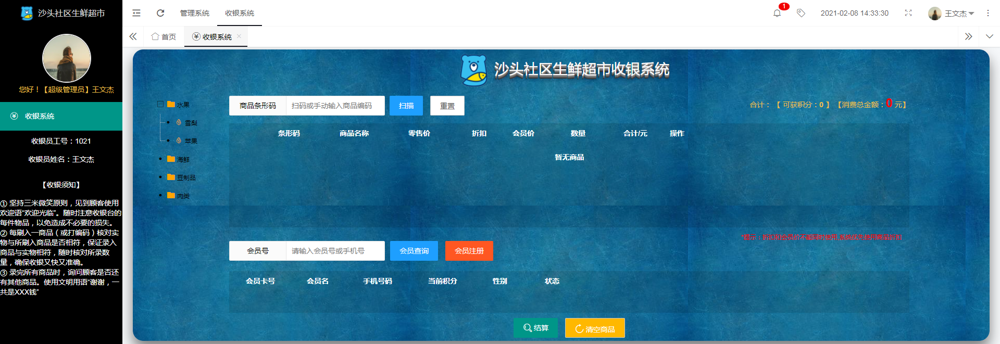 沙头社区生鲜超市
管理系统
收银系统
1
2021-02-08 14:33:30
王文杰
首页
收银系统
您好！【超级管理员】王文杰
收银系统
收银员工号：1021
收银员姓名：王文杰
【收银须知】
① 坚持三米微笑原则，见到顾客使用
欢迎语“欢迎光临”。随时注意收银台的
每件物品，以免造成不必要的损失。
② 每刷入一商品（或打编码）核对实
物与所刷入商品是否相符，保证录入
商品与实物相符，随时核对所录数
量，确保收银又快又准确。
③ 录完所有商品时，询问顾客是否还
有其他商品。使用文明用语“谢谢，一
共是XXX钱”
沙头社区生鲜超市收银系统
水果
雪梨
苹果
海鲜
豆制品
肉类
商品条形码 扫码或手动输入商品编码 扫描 重置
合计：【 可获积分：0 】【消费总金额：0 元】
条形码 商品名称 零售价 折扣 会员价 数量 合计/元 操作
暂无商品
*提示：折扣和会员价不能同时使用,系统优先使用商品折扣！
会员号 请输入会员号或手机号 会员查询 会员注册
会员卡号 会员名 手机号码 当前积分 性别 状态
结算 清空商品